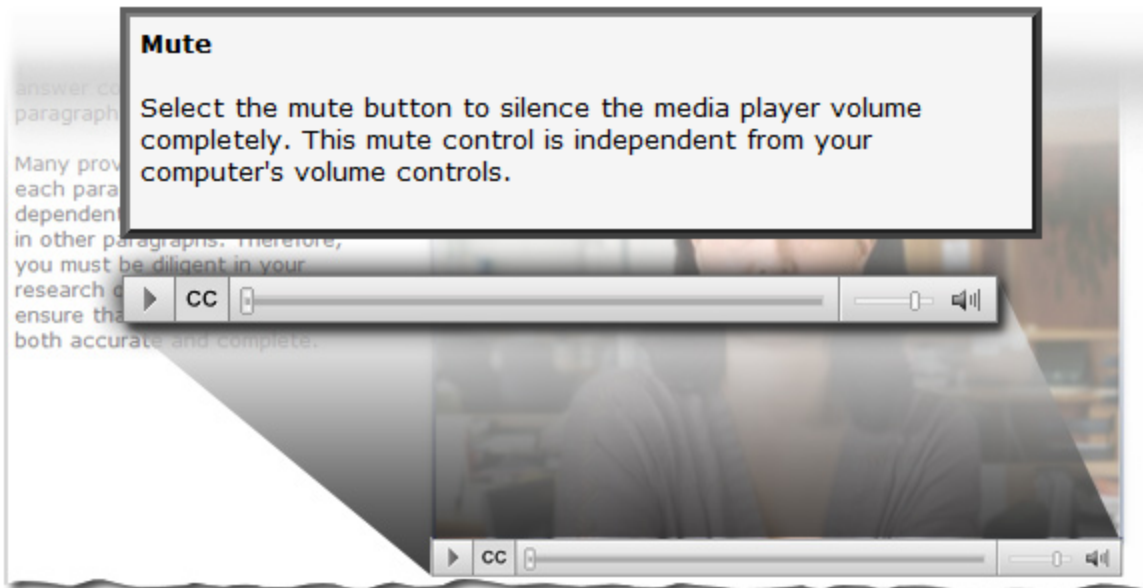 Mute
Select the mute button to silence the media player volume
completely. This mute control is independent from your
computer's volume controls.
answer co
paragraph
Many prov
each para
dependent
in other paragraphs. Therefore,
you must be diligent in your
research
ensure tha
both accurate and complete.
CC
CC